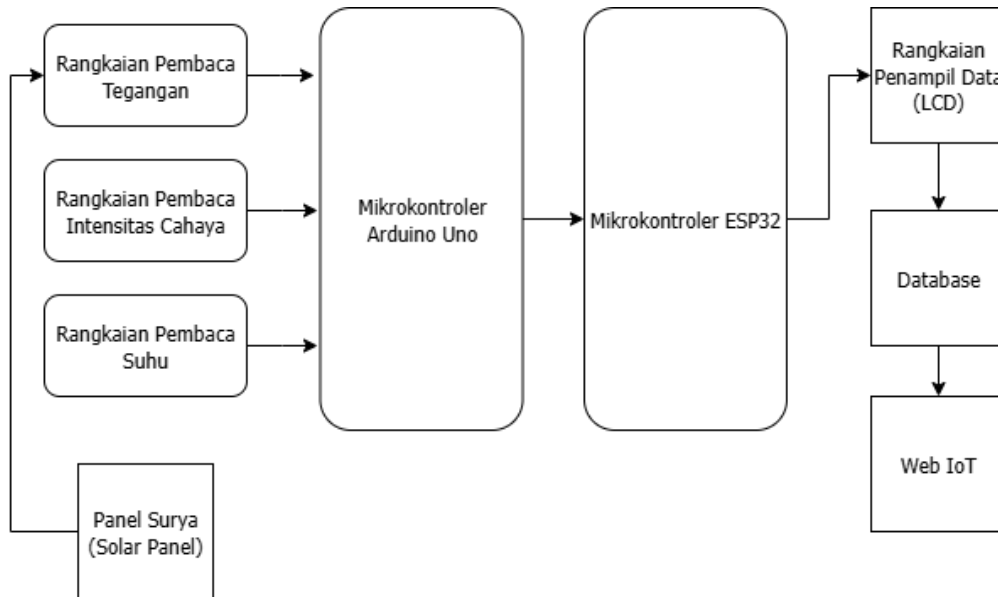 Rangkaian Pembaca
Tegangan
Rangkaian Pembaca
Intensitas Cahaya
Rangkaian Pembaca
Suhu
Panel Surya
(Solar Panel)
Mikrokontroler
Arduino Uno
Mikrokontroler ESP32
Rangkaian
Penampil Data
(LCD)
Database
Web IoT